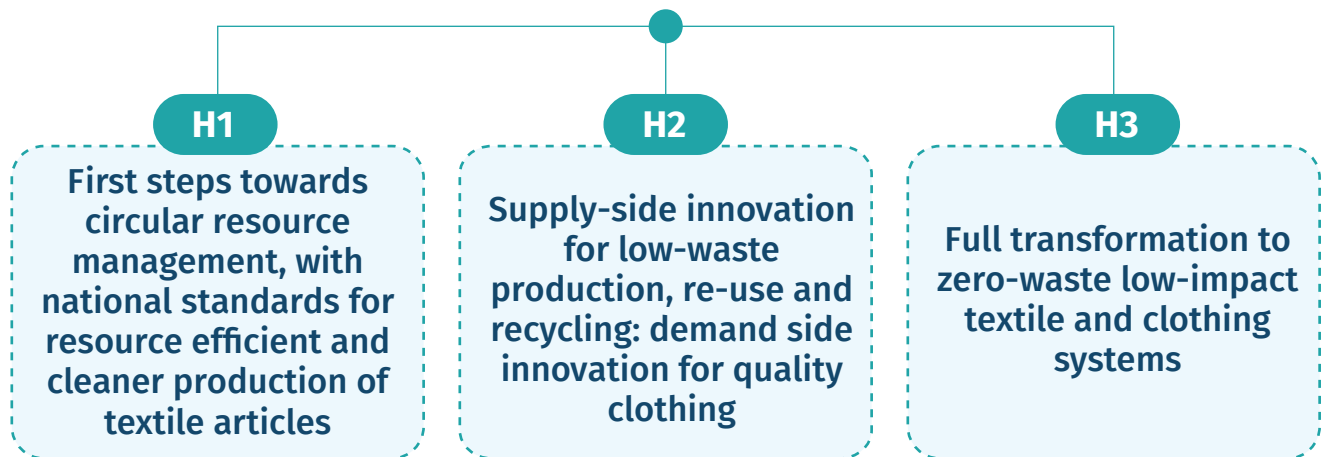 H1
First steps towards
circular resource
management, with
national standards for
resource efficient and
cleaner production of
textile articles
H2
Supply-side innovation
for low-waste
production, re-use and
recycling: demand side
innovation for quality
clothing
H3
Full transformation to
zero-waste low-impact
textile and clothing
systems